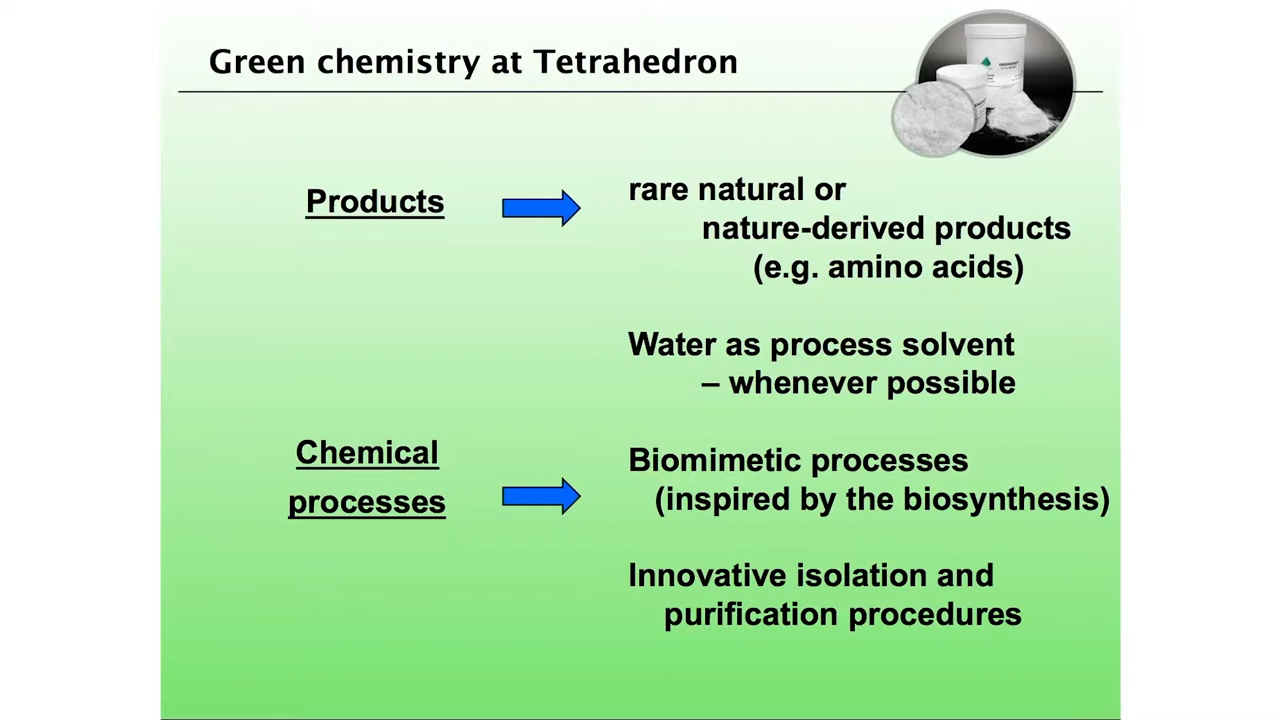 Green chemistry at Tetrahedron
Products
rare natural or
nature-derived products
(e.g. amino acids)
Water as process solvent
– whenever possible
Chemical
processes
Biomimetic processes
(inspired by the biosynthesis)
Innovative isolation and
purification procedures